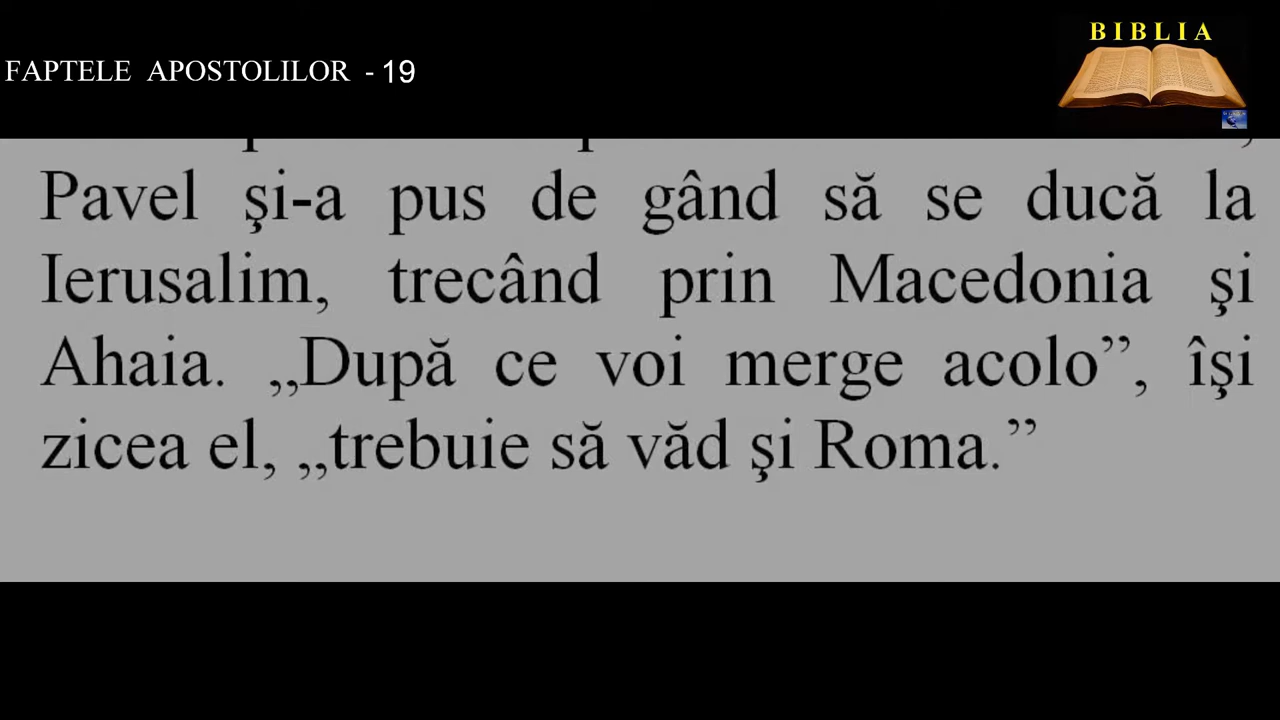 BIBLIA
FAPTELE APOSTOLILOR - 19
Pavel şi-a pus de gând să se ducă la
Ierusalim, trecând prin Macedonia şi
Ahaia. „După ce voi merge acolo”, îşi
zicea el, „trebuie să văd şi Roma.”